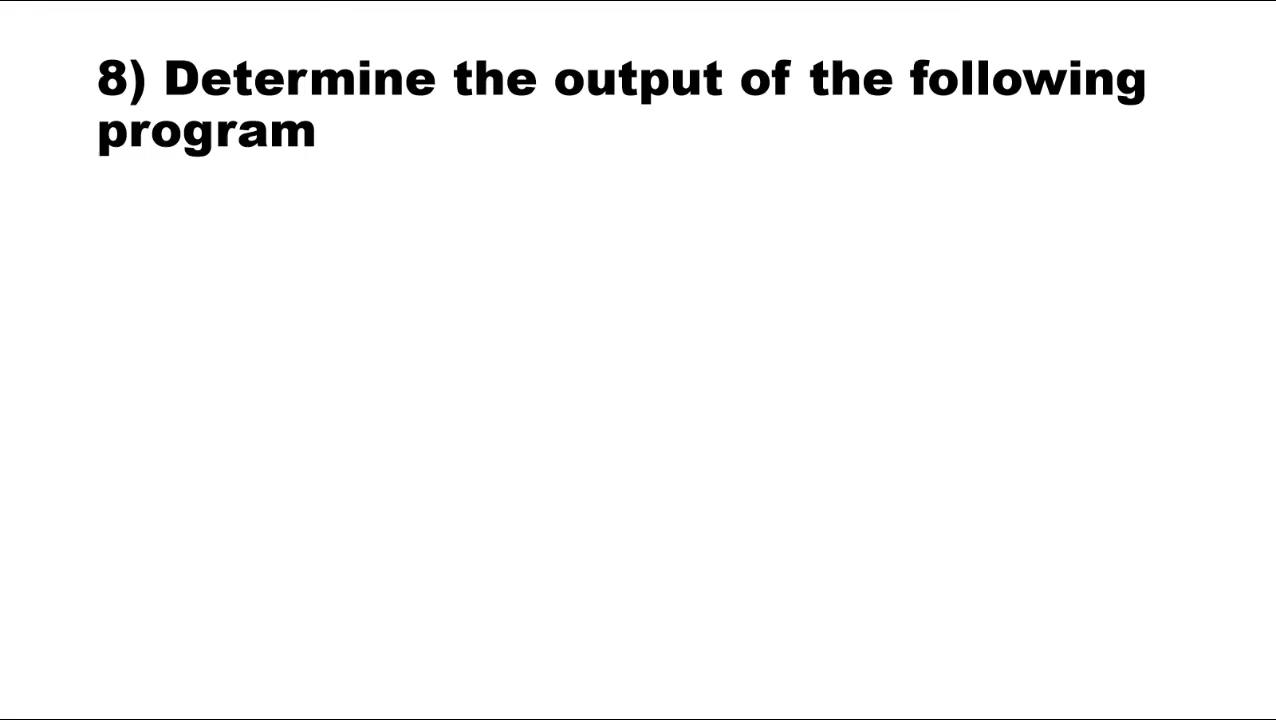 8) Determine the output of the following
program